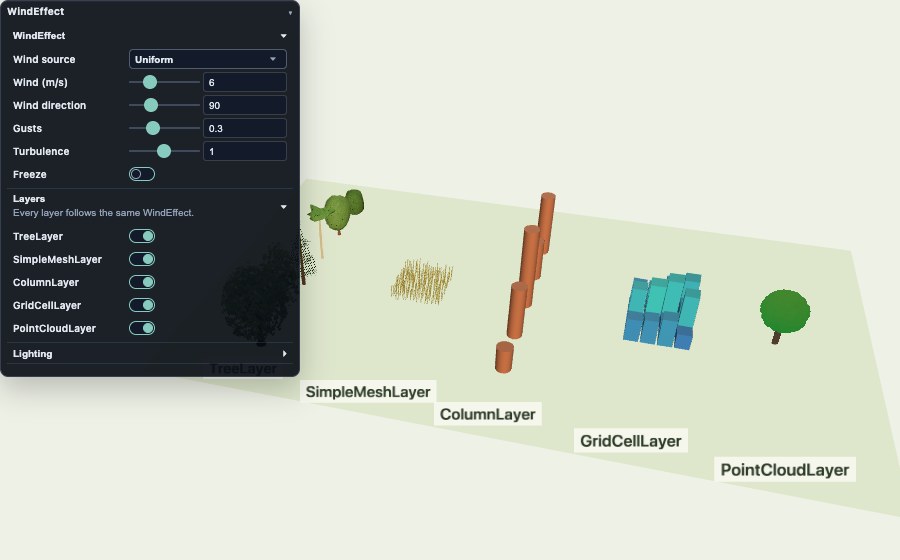 WindEffect
WindEffect
Wind source Uniform
Wind (m/s) 6
Wind direction 90
Gusts 0.3
Turbulence 1
Freeze
Layers
Every layer follows the same WindEffect.
TreeLayer
SimpleMeshLayer
ColumnLayer
GridCellLayer
PointCloudLayer
Lighting
TreeLayer
SimpleMeshLayer
ColumnLayer
GridCellLayer
PointCloudLayer